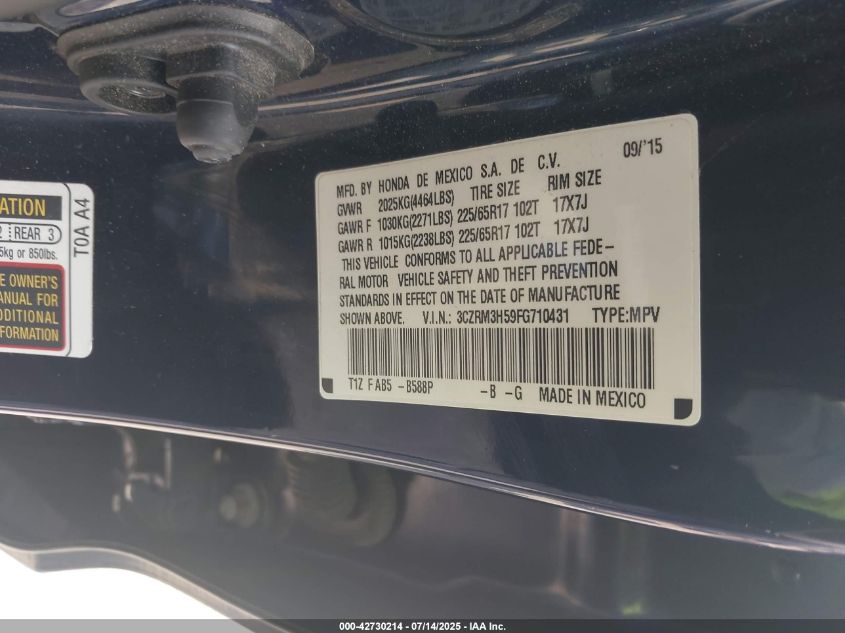 ATION
2 REAR 3
5kg or 850lbs.
E OWNER'S
ANUAL FOR
DDITIONAL
FORMATION
T0A A4
09/'15
MFD. BY HONDA DE MEXICO S.A. DE C.V.
GVWR 2025KG(4464LBS) TIRE SIZE RIM SIZE
GAWR F 1030KG(2271LBS) 225/65R17 102T 17X7J
GAWR R 1015KG(2238LBS) 225/65R17 102T 17X7J
THIS VEHICLE CONFORMS TO ALL APPLICABLE FEDE-
RAL MOTOR VEHICLE SAFETY AND THEFT PREVENTION
STANDARDS IN EFFECT ON THE DATE OF MANUFACTURE
SHOWN ABOVE. V.I.N.: 3CZRM3H59FG710431 TYPE:MPV
T1Z FAB5 -B588P -B -G MADE IN MEXICO
000-42730214 - 07/14/2025 - IAA Inc.